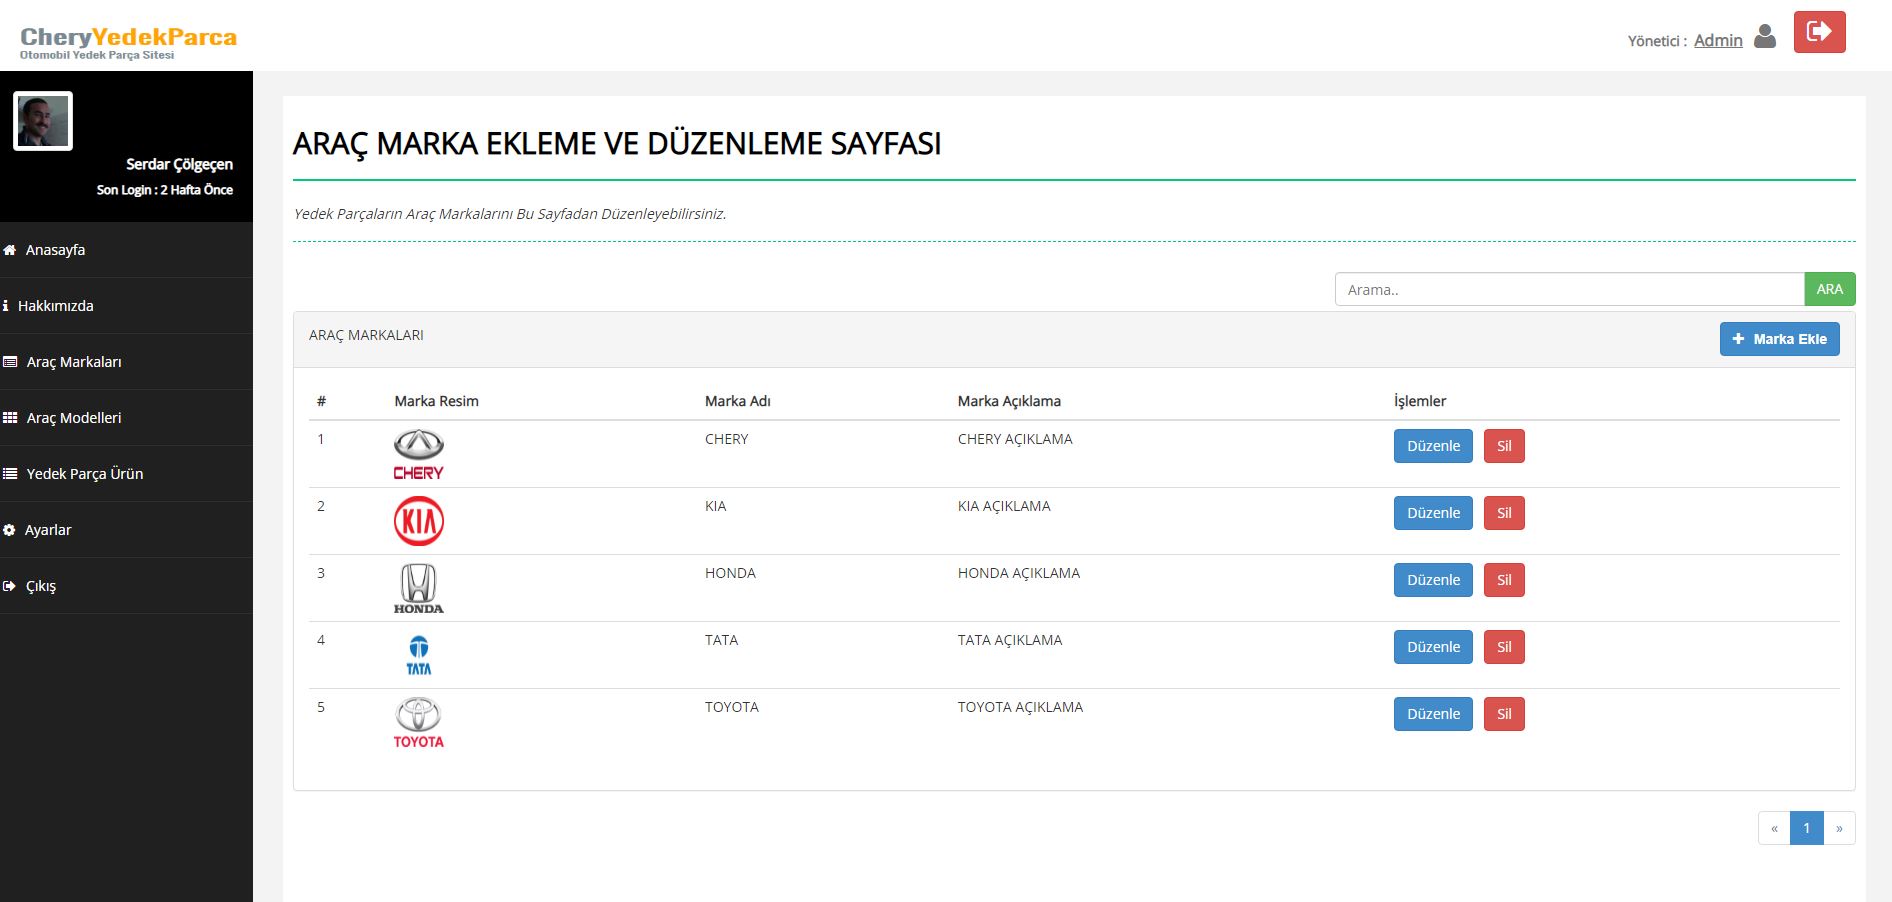 CheryYedekParca
Otomobil Yedek Parça Sitesi
Yönetici : Admin
Serdar Çölgeçen
Son Login : 2 Hafta Önce
Anasayfa
Hakkımızda
Araç Markaları
Araç Modelleri
Yedek Parça Ürün
Ayarlar
Çıkış
ARAÇ MARKA EKLEME VE DÜZENLEME SAYFASI
Yedek Parçaların Araç Markalarını Bu Sayfadan Düzenleyebilirsiniz.
Arama.. ARA
ARAÇ MARKALARI Marka Ekle
# Marka Resim Marka Adı Marka Açıklama İşlemler
1 CHERY CHERY CHERY AÇIKLAMA Düzenle Sil
2 KIA KIA KIA AÇIKLAMA Düzenle Sil
3 HONDA HONDA HONDA AÇIKLAMA Düzenle Sil
4 TATA TATA TATA AÇIKLAMA Düzenle Sil
5 TOYOTA TOYOTA TOYOTA AÇIKLAMA Düzenle Sil
« 1 »